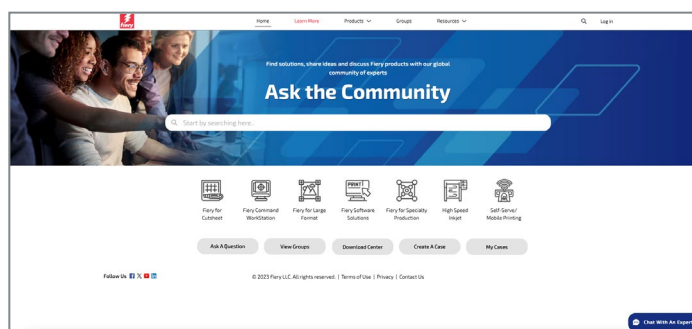 Fiery
Home Learn More Products Groups Resources Log in
Find solutions, share ideas and discuss Fiery products with our global
community of experts
Ask the Community
Start by searching here...
Fiery for
Cutsheet
Fiery Command
WorkStation
Fiery for Large
Format
PRINT
Fiery Software
Solutions
Fiery for Specialty
Production
High Speed
Inkjet
Self-Serve/
Mobile Printing
Ask A Question View Groups Download Center Create A Case My Cases
Follow Us © 2023 Fiery LLC. All rights reserved. | Terms of Use | Privacy | Contact Us
Chat With An Expert